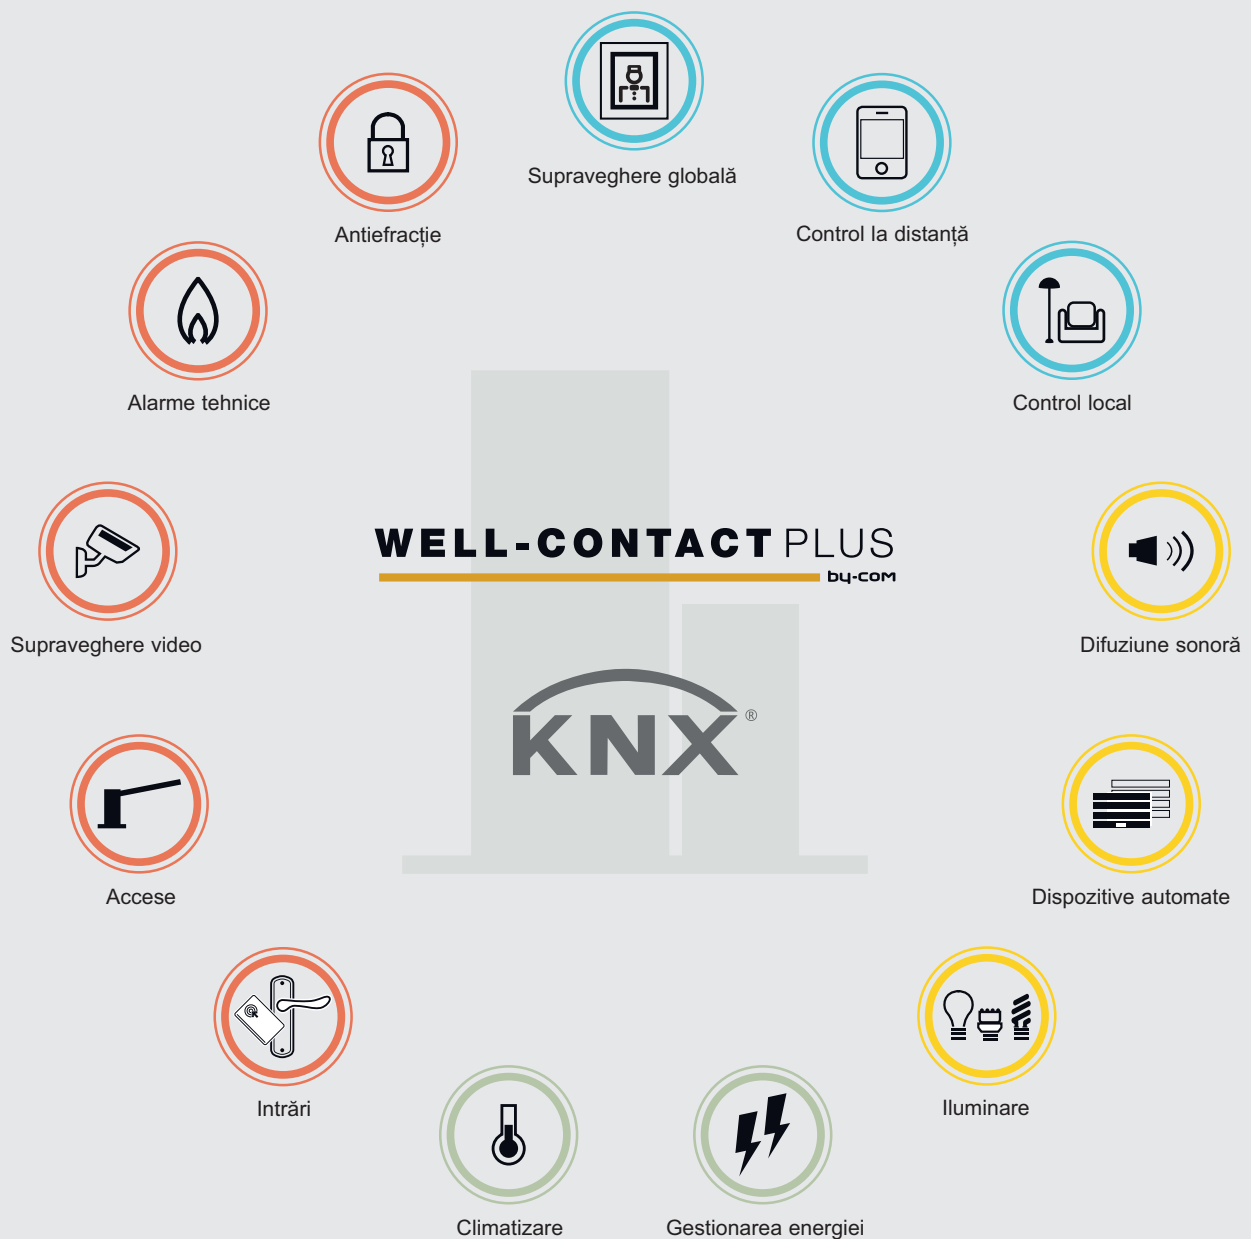 Supraveghere globală
Antiefracție
Control la distanță
Alarme tehnice
Control local
WELL-CONTACT PLUS
by-com
Supraveghere video
Difuziune sonoră
KNX®
Accese
Dispozitive automate
Intrări
Iluminare
Climatizare
Gestionarea energiei